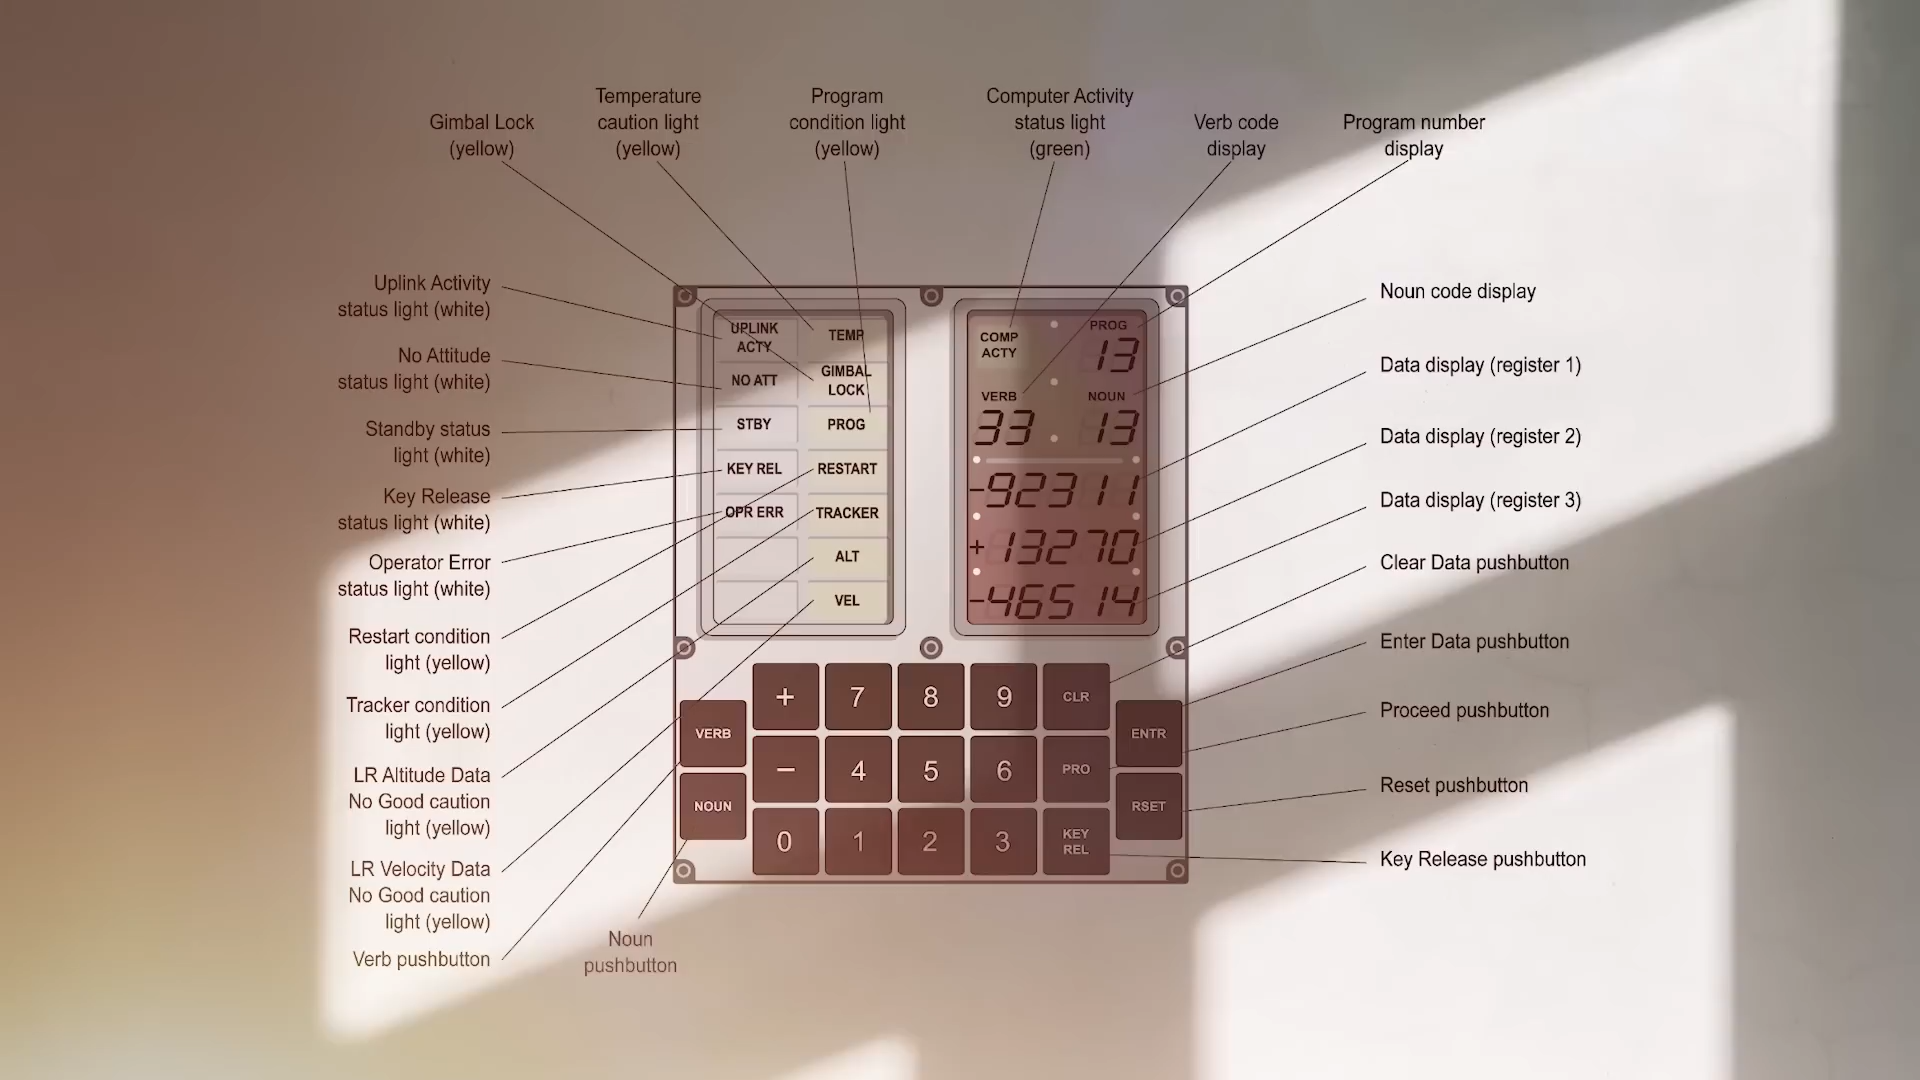 Temperature
caution light
(yellow)
Program
condition light
(yellow)
Computer Activity
status light
(green)
Gimbal Lock
(yellow)
Verb code
display
Program number
display
Uplink Activity
status light (white)
No Attitude
status light (white)
Standby status
light (white)
Key Release
status light (white)
Operator Error
status light (white)
Restart condition
light (yellow)
Tracker condition
light (yellow)
LR Altitude Data
No Good caution
light (yellow)
LR Velocity Data
No Good caution
light (yellow)
Verb pushbutton
Noun
pushbutton
UPLINK
ACTY
TEMP
NO ATT
GIMBAL
LOCK
STBY
PROG
KEY REL
RESTART
OPR ERR
TRACKER
ALT
VEL
COMP
ACTY
PROG
13
VERB
NOUN
33
13
-92311
+13270
-46514
+
7
8
9
CLR
VERB
ENTR
−
4
5
6
PRO
NOUN
RSET
0
1
2
3
KEY
REL
Noun code display
Data display (register 1)
Data display (register 2)
Data display (register 3)
Clear Data pushbutton
Enter Data pushbutton
Proceed pushbutton
Reset pushbutton
Key Release pushbutton